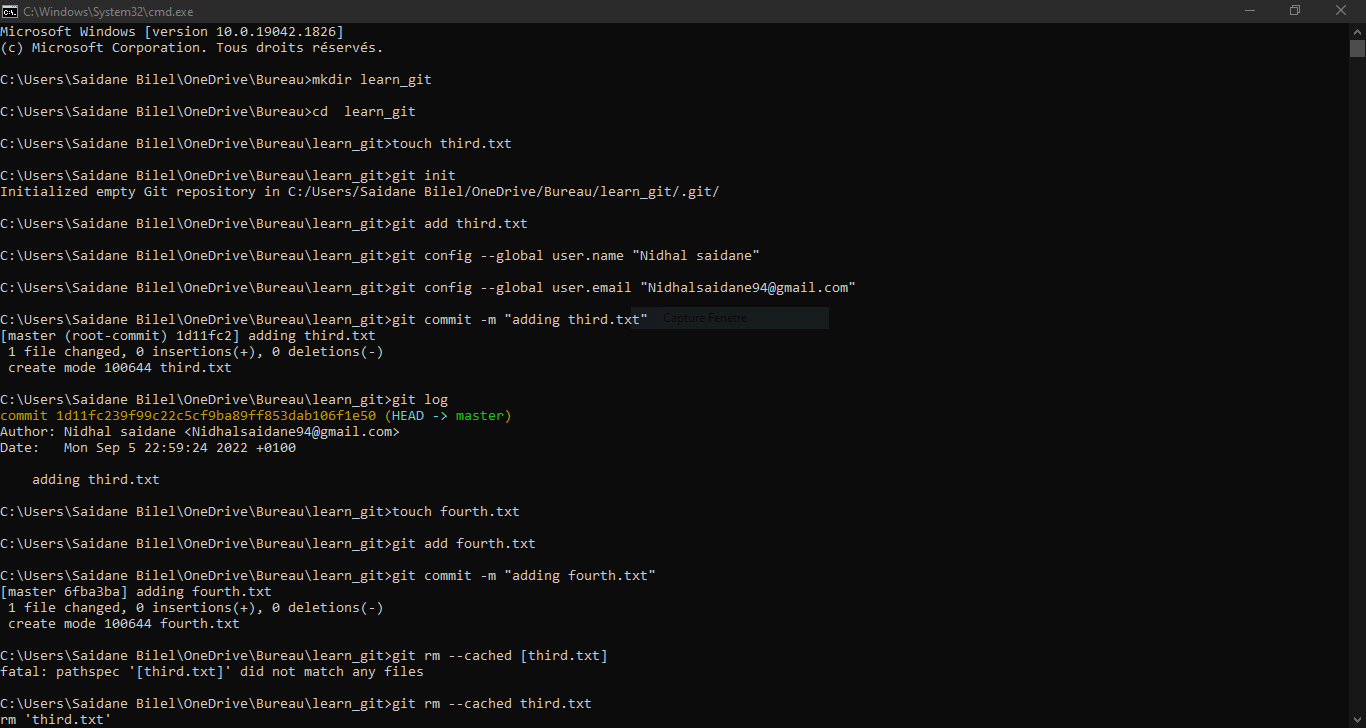 C:\Windows\System32\cmd.exe
Microsoft Windows [version 10.0.19042.1826]
(c) Microsoft Corporation. Tous droits réservés.
C:\Users\Saidane Bilel\OneDrive\Bureau>mkdir learn_git
C:\Users\Saidane Bilel\OneDrive\Bureau>cd  learn_git
C:\Users\Saidane Bilel\OneDrive\Bureau\learn_git>touch third.txt
C:\Users\Saidane Bilel\OneDrive\Bureau\learn_git>git init
Initialized empty Git repository in C:/Users/Saidane Bilel/OneDrive/Bureau/learn_git/.git/
C:\Users\Saidane Bilel\OneDrive\Bureau\learn_git>git add third.txt
C:\Users\Saidane Bilel\OneDrive\Bureau\learn_git>git config --global user.name "Nidhal saidane"
C:\Users\Saidane Bilel\OneDrive\Bureau\learn_git>git config --global user.email "Nidhalsaidane94@gmail.com"
C:\Users\Saidane Bilel\OneDrive\Bureau\learn_git>git commit -m "adding third.txt"
Capture Fenêtre
[master (root-commit) 1d11fc2] adding third.txt
 1 file changed, 0 insertions(+), 0 deletions(-)
 create mode 100644 third.txt
C:\Users\Saidane Bilel\OneDrive\Bureau\learn_git>git log
commit 1d11fc239f99c22c5cf9ba89ff853dab106f1e50 (HEAD -> master)
Author: Nidhal saidane <Nidhalsaidane94@gmail.com>
Date:   Mon Sep 5 22:59:24 2022 +0100
    adding third.txt
C:\Users\Saidane Bilel\OneDrive\Bureau\learn_git>touch fourth.txt
C:\Users\Saidane Bilel\OneDrive\Bureau\learn_git>git add fourth.txt
C:\Users\Saidane Bilel\OneDrive\Bureau\learn_git>git commit -m "adding fourth.txt"
[master 6fba3ba] adding fourth.txt
 1 file changed, 0 insertions(+), 0 deletions(-)
 create mode 100644 fourth.txt
C:\Users\Saidane Bilel\OneDrive\Bureau\learn_git>git rm --cached [third.txt]
fatal: pathspec '[third.txt]' did not match any files
C:\Users\Saidane Bilel\OneDrive\Bureau\learn_git>git rm --cached third.txt
rm 'third.txt'